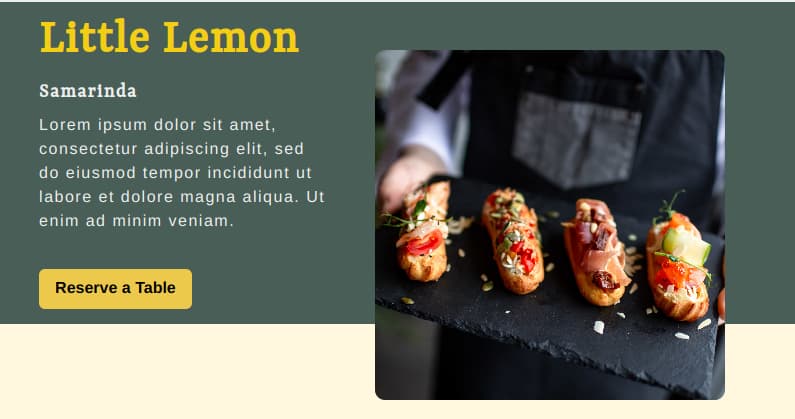 Little Lemon
Samarinda
Lorem ipsum dolor sit amet,
consectetur adipiscing elit, sed
do eiusmod tempor incididunt ut
labore et dolore magna aliqua. Ut
enim ad minim veniam.
Reserve a Table